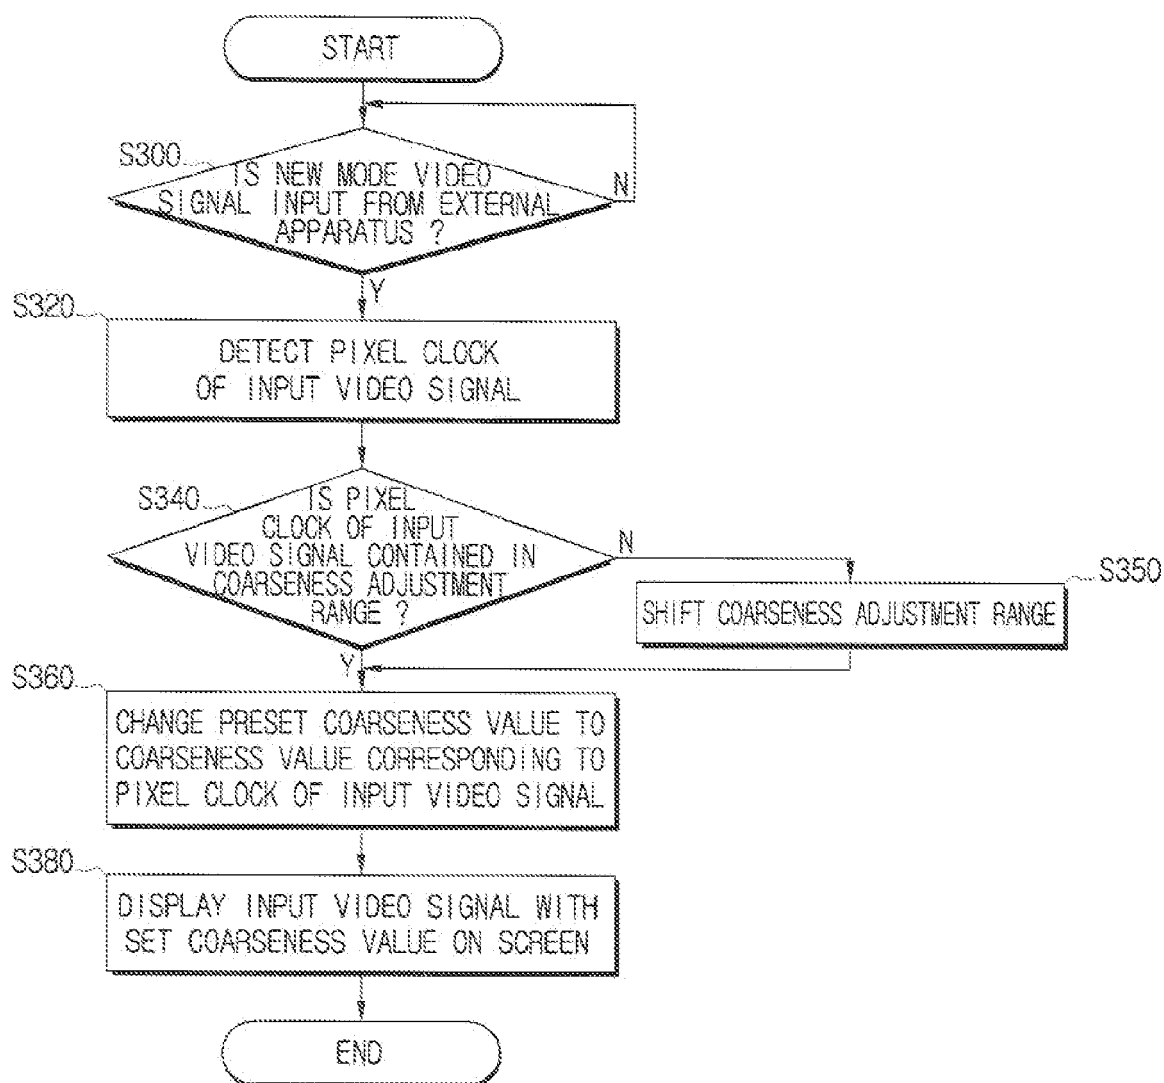 START
S300
IS NEW MODE VIDEO
SIGNAL INPUT FROM EXTERNAL
APPARATUS ?
N
Y
S320
DETECT PIXEL CLOCK
OF INPUT VIDEO SIGNAL
S340
IS PIXEL
CLOCK OF INPUT
VIDEO SIGNAL CONTAINED IN
COARSENESS ADJUSTMENT
RANGE ?
N
S350
SHIFT COARSENESS ADJUSTMENT RANGE
Y
S360
CHANGE PRESET COARSENESS VALUE TO
COARSENESS VALUE CORRESPONDING TO
PIXEL CLOCK OF INPUT VIDEO SIGNAL
S380
DISPLAY INPUT VIDEO SIGNAL WITH
SET COARSENESS VALUE ON SCREEN
END